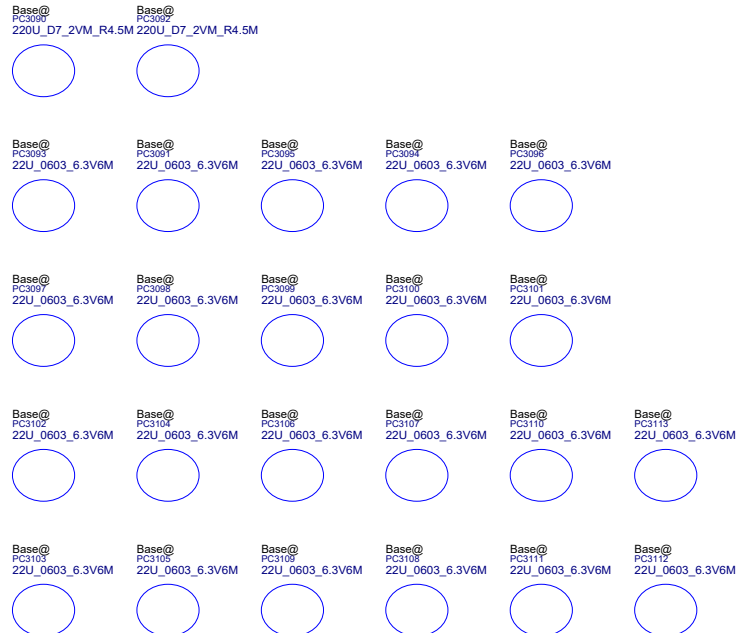 Base@ Base@
PC3090 PC3092
220U_D7_2VM_R4.5M 220U_D7_2VM_R4.5M
Base@ Base@ Base@ Base@ Base@
PC3093 PC3091 PC3095 PC3094 PC3096
22U_0603_6.3V6M 22U_0603_6.3V6M 22U_0603_6.3V6M 22U_0603_6.3V6M 22U_0603_6.3V6M
Base@ Base@ Base@ Base@ Base@
PC3097 PC3098 PC3099 PC3100 PC3101
22U_0603_6.3V6M 22U_0603_6.3V6M 22U_0603_6.3V6M 22U_0603_6.3V6M 22U_0603_6.3V6M
Base@ Base@ Base@ Base@ Base@ Base@
PC3102 PC3104 PC3106 PC3107 PC3110 PC3113
22U_0603_6.3V6M 22U_0603_6.3V6M 22U_0603_6.3V6M 22U_0603_6.3V6M 22U_0603_6.3V6M 22U_0603_6.3V6M
Base@ Base@ Base@ Base@ Base@ Base@
PC3103 PC3105 PC3109 PC3108 PC3111 PC3112
22U_0603_6.3V6M 22U_0603_6.3V6M 22U_0603_6.3V6M 22U_0603_6.3V6M 22U_0603_6.3V6M 22U_0603_6.3V6M